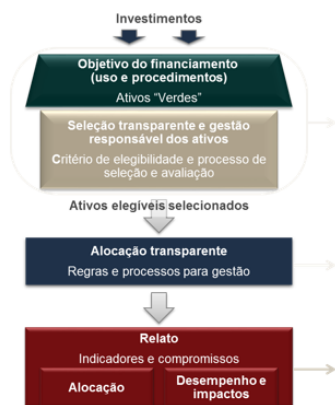 Investimentos
Objetivo do financiamento
(uso e procedimentos)
Ativos “Verdes”
Seleção transparente e gestão
responsável dos ativos
Critério de elegibilidade e processo de
seleção e avaliação
Ativos elegíveis selecionados
Alocação transparente
Regras e processos para gestão
Relato
Indicadores e compromissos
Alocação
Desempenho e
impactos